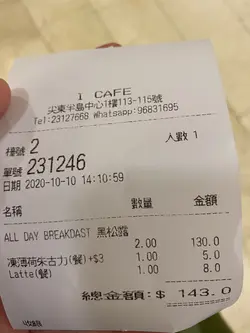 I CAFE
尖東半島中心1樓113-115號
Tel:23127668 Whatsapp:96831695
檯號 2 人數 1
單號 231246
日期 2020-10-10 14:10:59
名稱 數量 金額
ALL DAY BREAKDAST 黑松露
2.00 130.0
凍薄荷朱古力(餐)+$3 1.00 5.0
Latte(餐) 1.00 8.0
總金額:$ 143.0